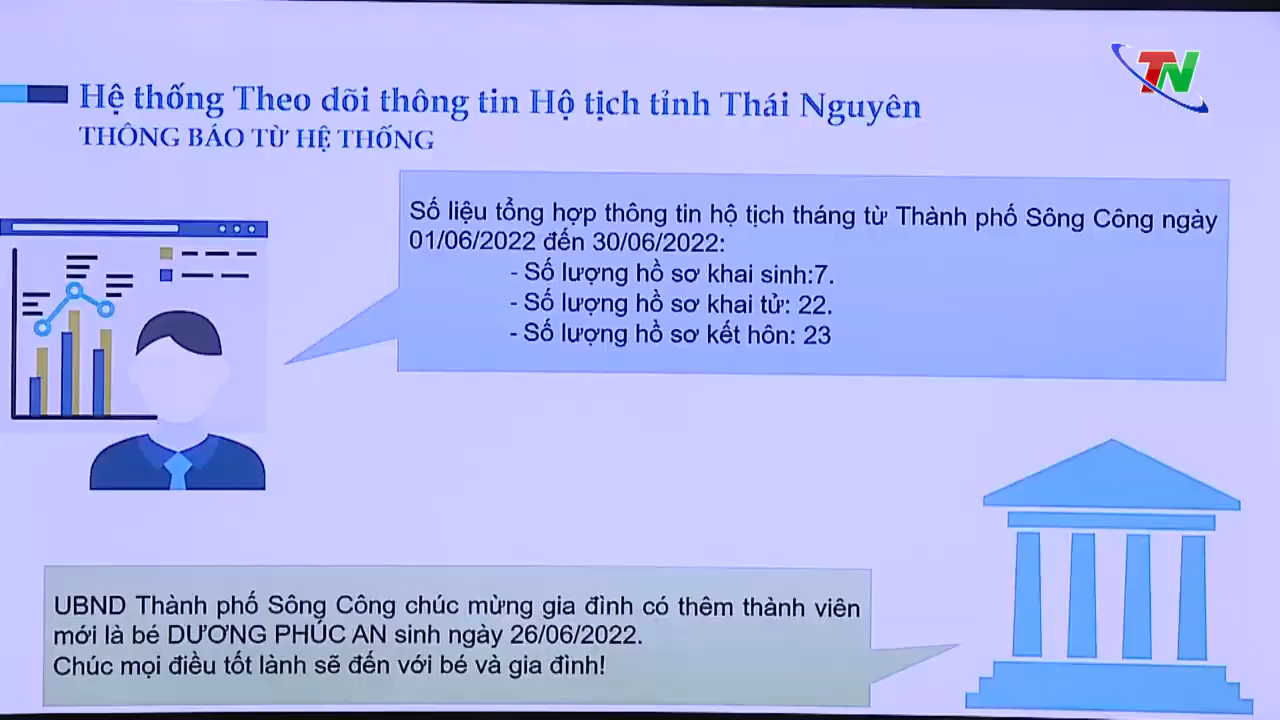 TN
Hệ thống Theo dõi thông tin Hộ tịch tỉnh Thái Nguyên
THÔNG BÁO TỪ HỆ THỐNG
Số liệu tổng hợp thông tin hộ tịch tháng từ Thành phố Sông Công ngày
01/06/2022 đến 30/06/2022:
- Số lượng hồ sơ khai sinh:7.
- Số lượng hồ sơ khai tử: 22.
- Số lượng hồ sơ kết hôn: 23
UBND Thành phố Sông Công chúc mừng gia đình có thêm thành viên
mới là bé DƯƠNG PHÚC AN sinh ngày 26/06/2022.
Chúc mọi điều tốt lành sẽ đến với bé và gia đình!